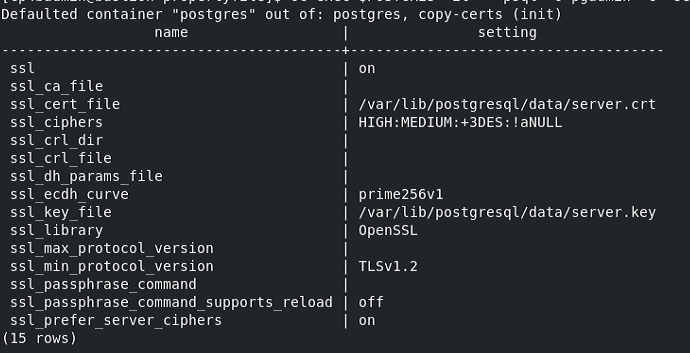 Defaulted container "postgres" out of: postgres, copy-certs (init)
name | setting
----------------------------------------+-------------------------------------
ssl | on
ssl_ca_file |
ssl_cert_file | /var/lib/postgresql/data/server.crt
ssl_ciphers | HIGH:MEDIUM:+3DES:!aNULL
ssl_crl_dir |
ssl_crl_file |
ssl_dh_params_file |
ssl_ecdh_curve | prime256v1
ssl_key_file | /var/lib/postgresql/data/server.key
ssl_library | OpenSSL
ssl_max_protocol_version |
ssl_min_protocol_version | TLSv1.2
ssl_passphrase_command |
ssl_passphrase_command_supports_reload | off
ssl_prefer_server_ciphers | on
(15 rows)